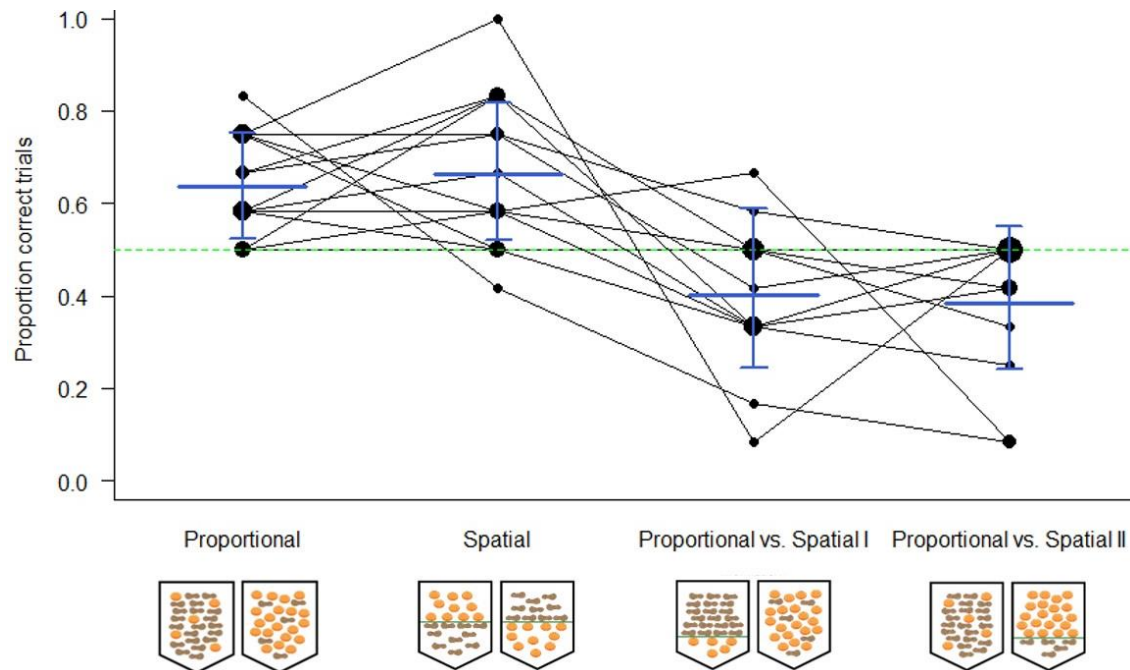 Proportion correct trials
1.0
0.8
0.6
0.4
0.2
0.0
Proportional
Spatial
Proportional vs. Spatial I
Proportional vs. Spatial II